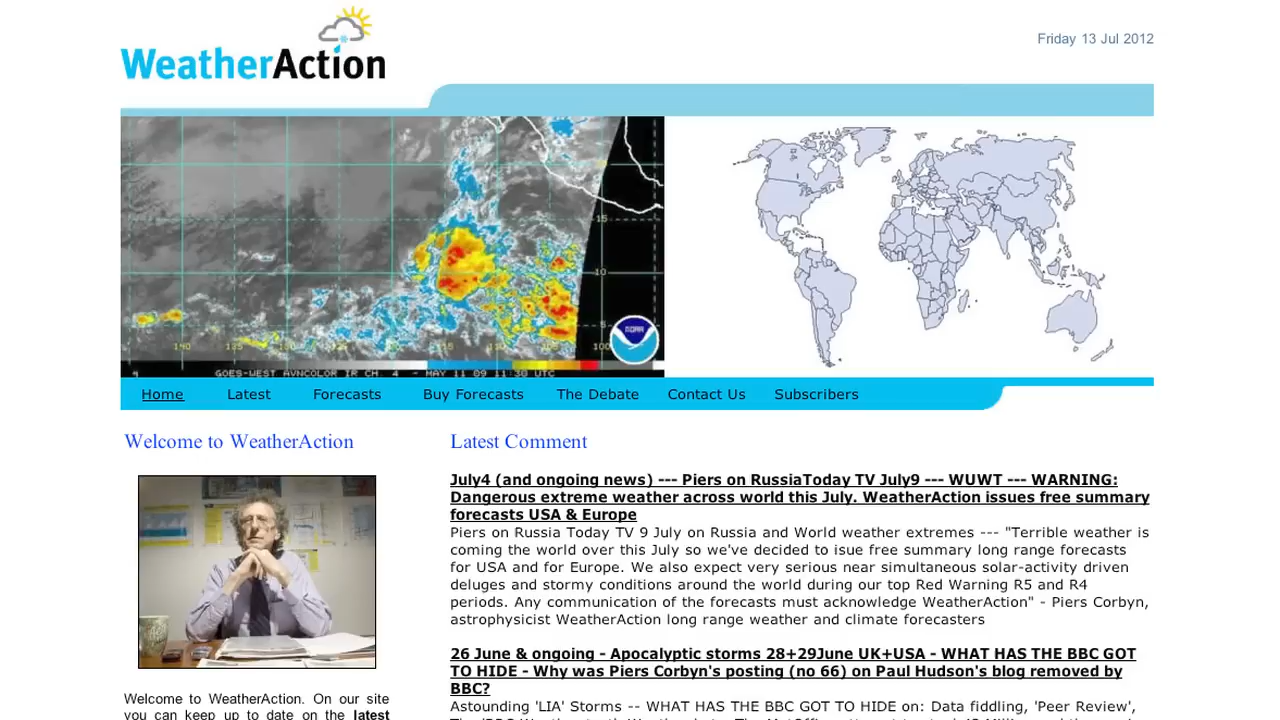 WeatherAction
Friday 13 Jul 2012
15
10
5
140
130
110
105
100
NOAA
GOES-WEST AVNCOLOR IR CH. 4 - MAY 11 09 11:30 UTC
Home Latest Forecasts Buy Forecasts The Debate Contact Us Subscribers
Welcome to WeatherAction
Latest Comment
July4 (and ongoing news) --- Piers on RussiaToday TV July9 --- WUWT --- WARNING:
Dangerous extreme weather across world this July. WeatherAction issues free summary
forecasts USA & Europe
Piers on Russia Today TV 9 July on Russia and World weather extremes --- "Terrible weather is
coming the world over this July so we've decided to isue free summary long range forecasts
for USA and for Europe. We also expect very serious near simultaneous solar-activity driven
deluges and stormy conditions around the world during our top Red Warning R5 and R4
periods. Any communication of the forecasts must acknowledge WeatherAction" - Piers Corbyn,
astrophysicist WeatherAction long range weather and climate forecasters
26 June & ongoing - Apocalyptic storms 28+29June UK+USA - WHAT HAS THE BBC GOT
TO HIDE - Why was Piers Corbyn's posting (no 66) on Paul Hudson's blog removed by
BBC?
Astounding 'LIA' Storms -- WHAT HAS THE BBC GOT TO HIDE on: Data fiddling, 'Peer Review',
Welcome to WeatherAction. On our site
you can keep up to date on the latest